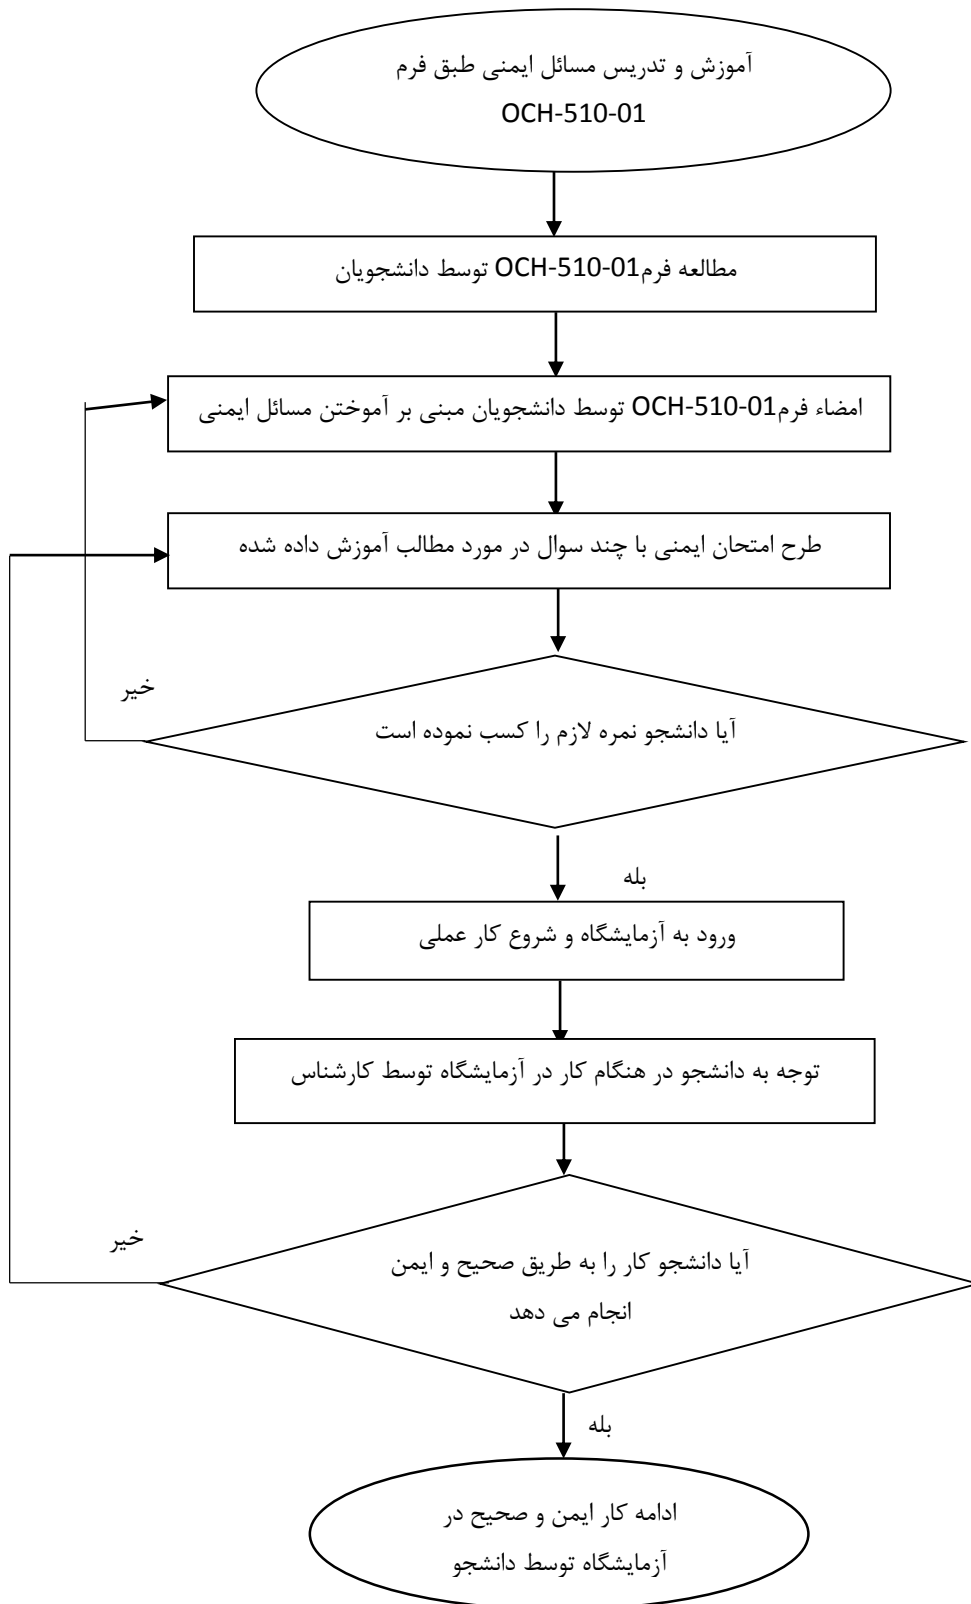 آموزش و تدریس مسائل ایمنی طبق فرم
OCH-510-01
مطالعه فرم OCH-510-01 توسط دانشجویان
امضاء فرم OCH-510-01 توسط دانشجویان مبنی بر آموختن مسائل ایمنی
طرح امتحان ایمنی با چند سوال در مورد مطالب آموزش داده شده
خیر
آیا دانشجو نمره لازم را کسب نموده است
بله
ورود به آزمایشگاه و شروع کار عملی
توجه به دانشجو در هنگام کار در آزمایشگاه توسط کارشناس
خیر
آیا دانشجو کار را به طریق صحیح و ایمن
انجام می دهد
بله
ادامه کار ایمن و صحیح در
آزمایشگاه توسط دانشجو